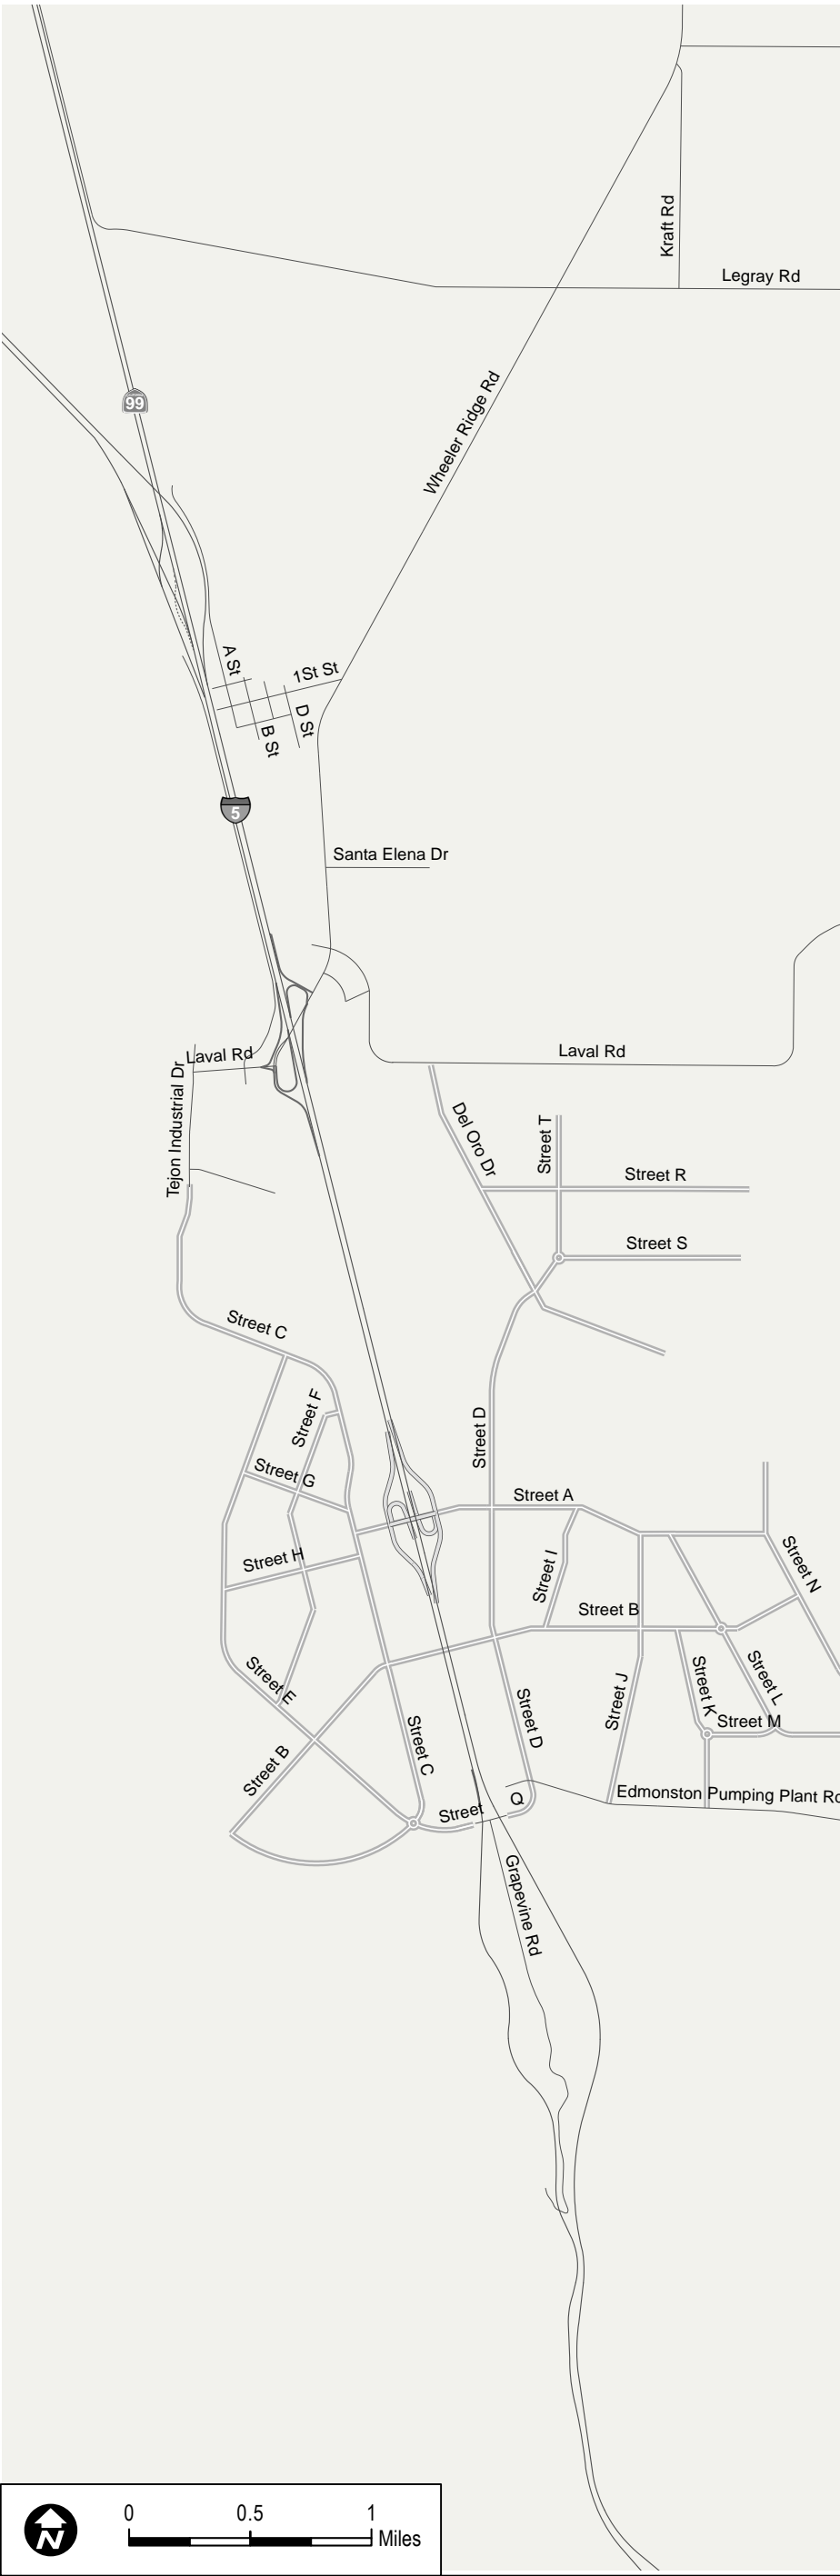 Kraft Rd
Legray Rd
99
Wheeler Ridge Rd
A St
1St St
D St
B St
5
Santa Elena Dr
Laval Rd
Laval Rd
Tejon Industrial Dr
Del Oro Dr
Street T
Street R
Street S
Street C
Street F
Street D
Street G
Street A
Street H
Street I
Street N
Street B
Street E
Street K
Street L
Street J
Street D
Street M
Street C
Street B
Edmonston Pumping Plant Rd
Street Q
Grapevine Rd
N
0 0.5 1
Miles